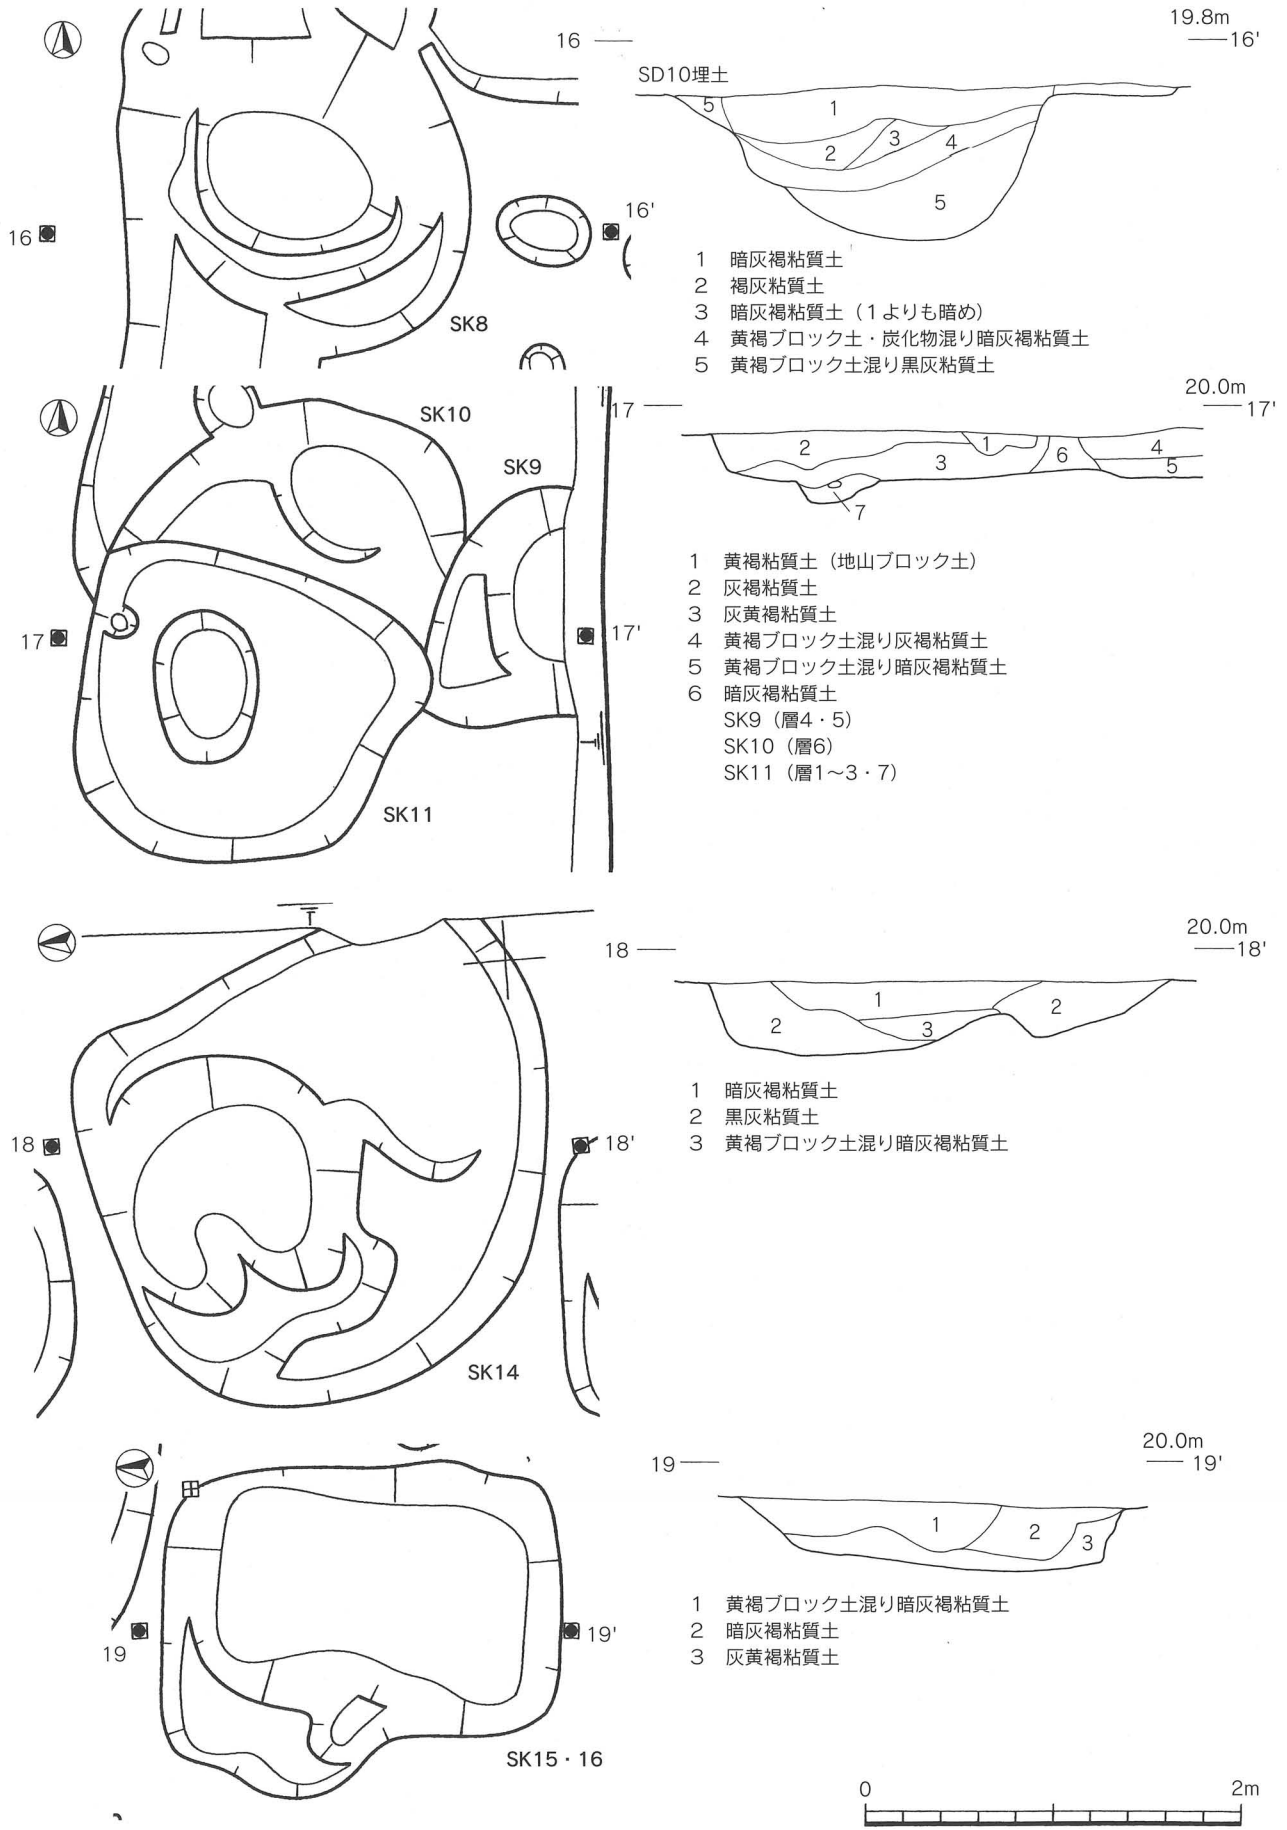 19.8m
16
16'
SD10埋土
5
1
3
4
2
5
16
16'
SK8
1 暗灰褐粘質土
2 褐灰粘質土
3 暗灰褐粘質土（1よりも暗め）
4 黄褐ブロック土・炭化物混り暗灰褐粘質土
5 黄褐ブロック土混り黒灰粘質土
20.0m
17
17'
SK10
SK9
2
1
3
6
4
5
7
17
17'
SK11
1 黄褐粘質土（地山ブロック土）
2 灰褐粘質土
3 灰黄褐粘質土
4 黄褐ブロック土混り灰褐粘質土
5 黄褐ブロック土混り暗灰褐粘質土
6 暗灰褐粘質土
SK9（層4・5）
SK10（層6）
SK11（層1～3・7）
20.0m
18
18'
1
2
2
3
18
18'
SK14
1 暗灰褐粘質土
2 黒灰粘質土
3 黄褐ブロック土混り暗灰褐粘質土
20.0m
19
19'
1
2
3
19
19'
SK15・16
1 黄褐ブロック土混り暗灰褐粘質土
2 暗灰褐粘質土
3 灰黄褐粘質土
0
2m